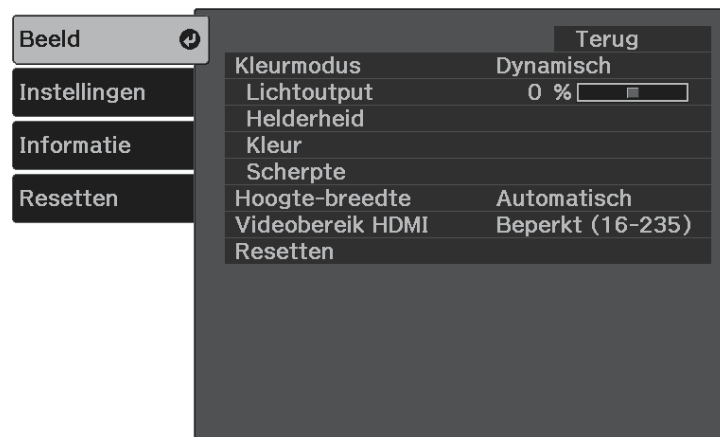 Beeld
Instellingen
Informatie
Resetten
Terug
Kleurmodus Dynamisch
Lichtoutput 0 %
Helderheid
Kleur
Scherpte
Hoogte-breedte Automatisch
Videobereik HDMI Beperkt (16-235)
Resetten